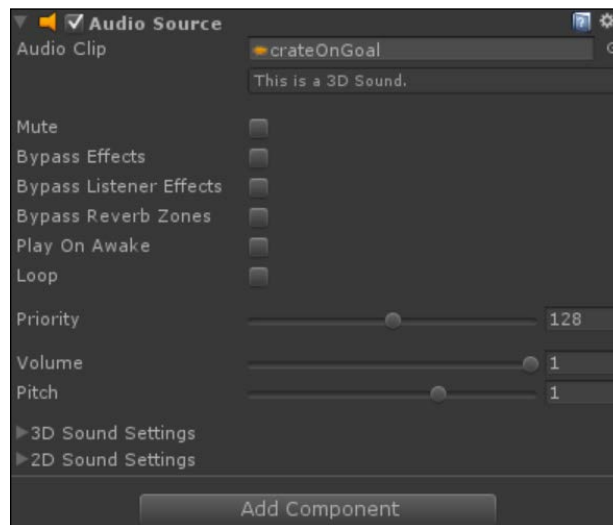 Audio Source
Audio Clip crateOnGoal
This is a 3D Sound.
Mute
Bypass Effects
Bypass Listener Effects
Bypass Reverb Zones
Play On Awake
Loop
Priority 128
Volume 1
Pitch 1
3D Sound Settings
2D Sound Settings
Add Component